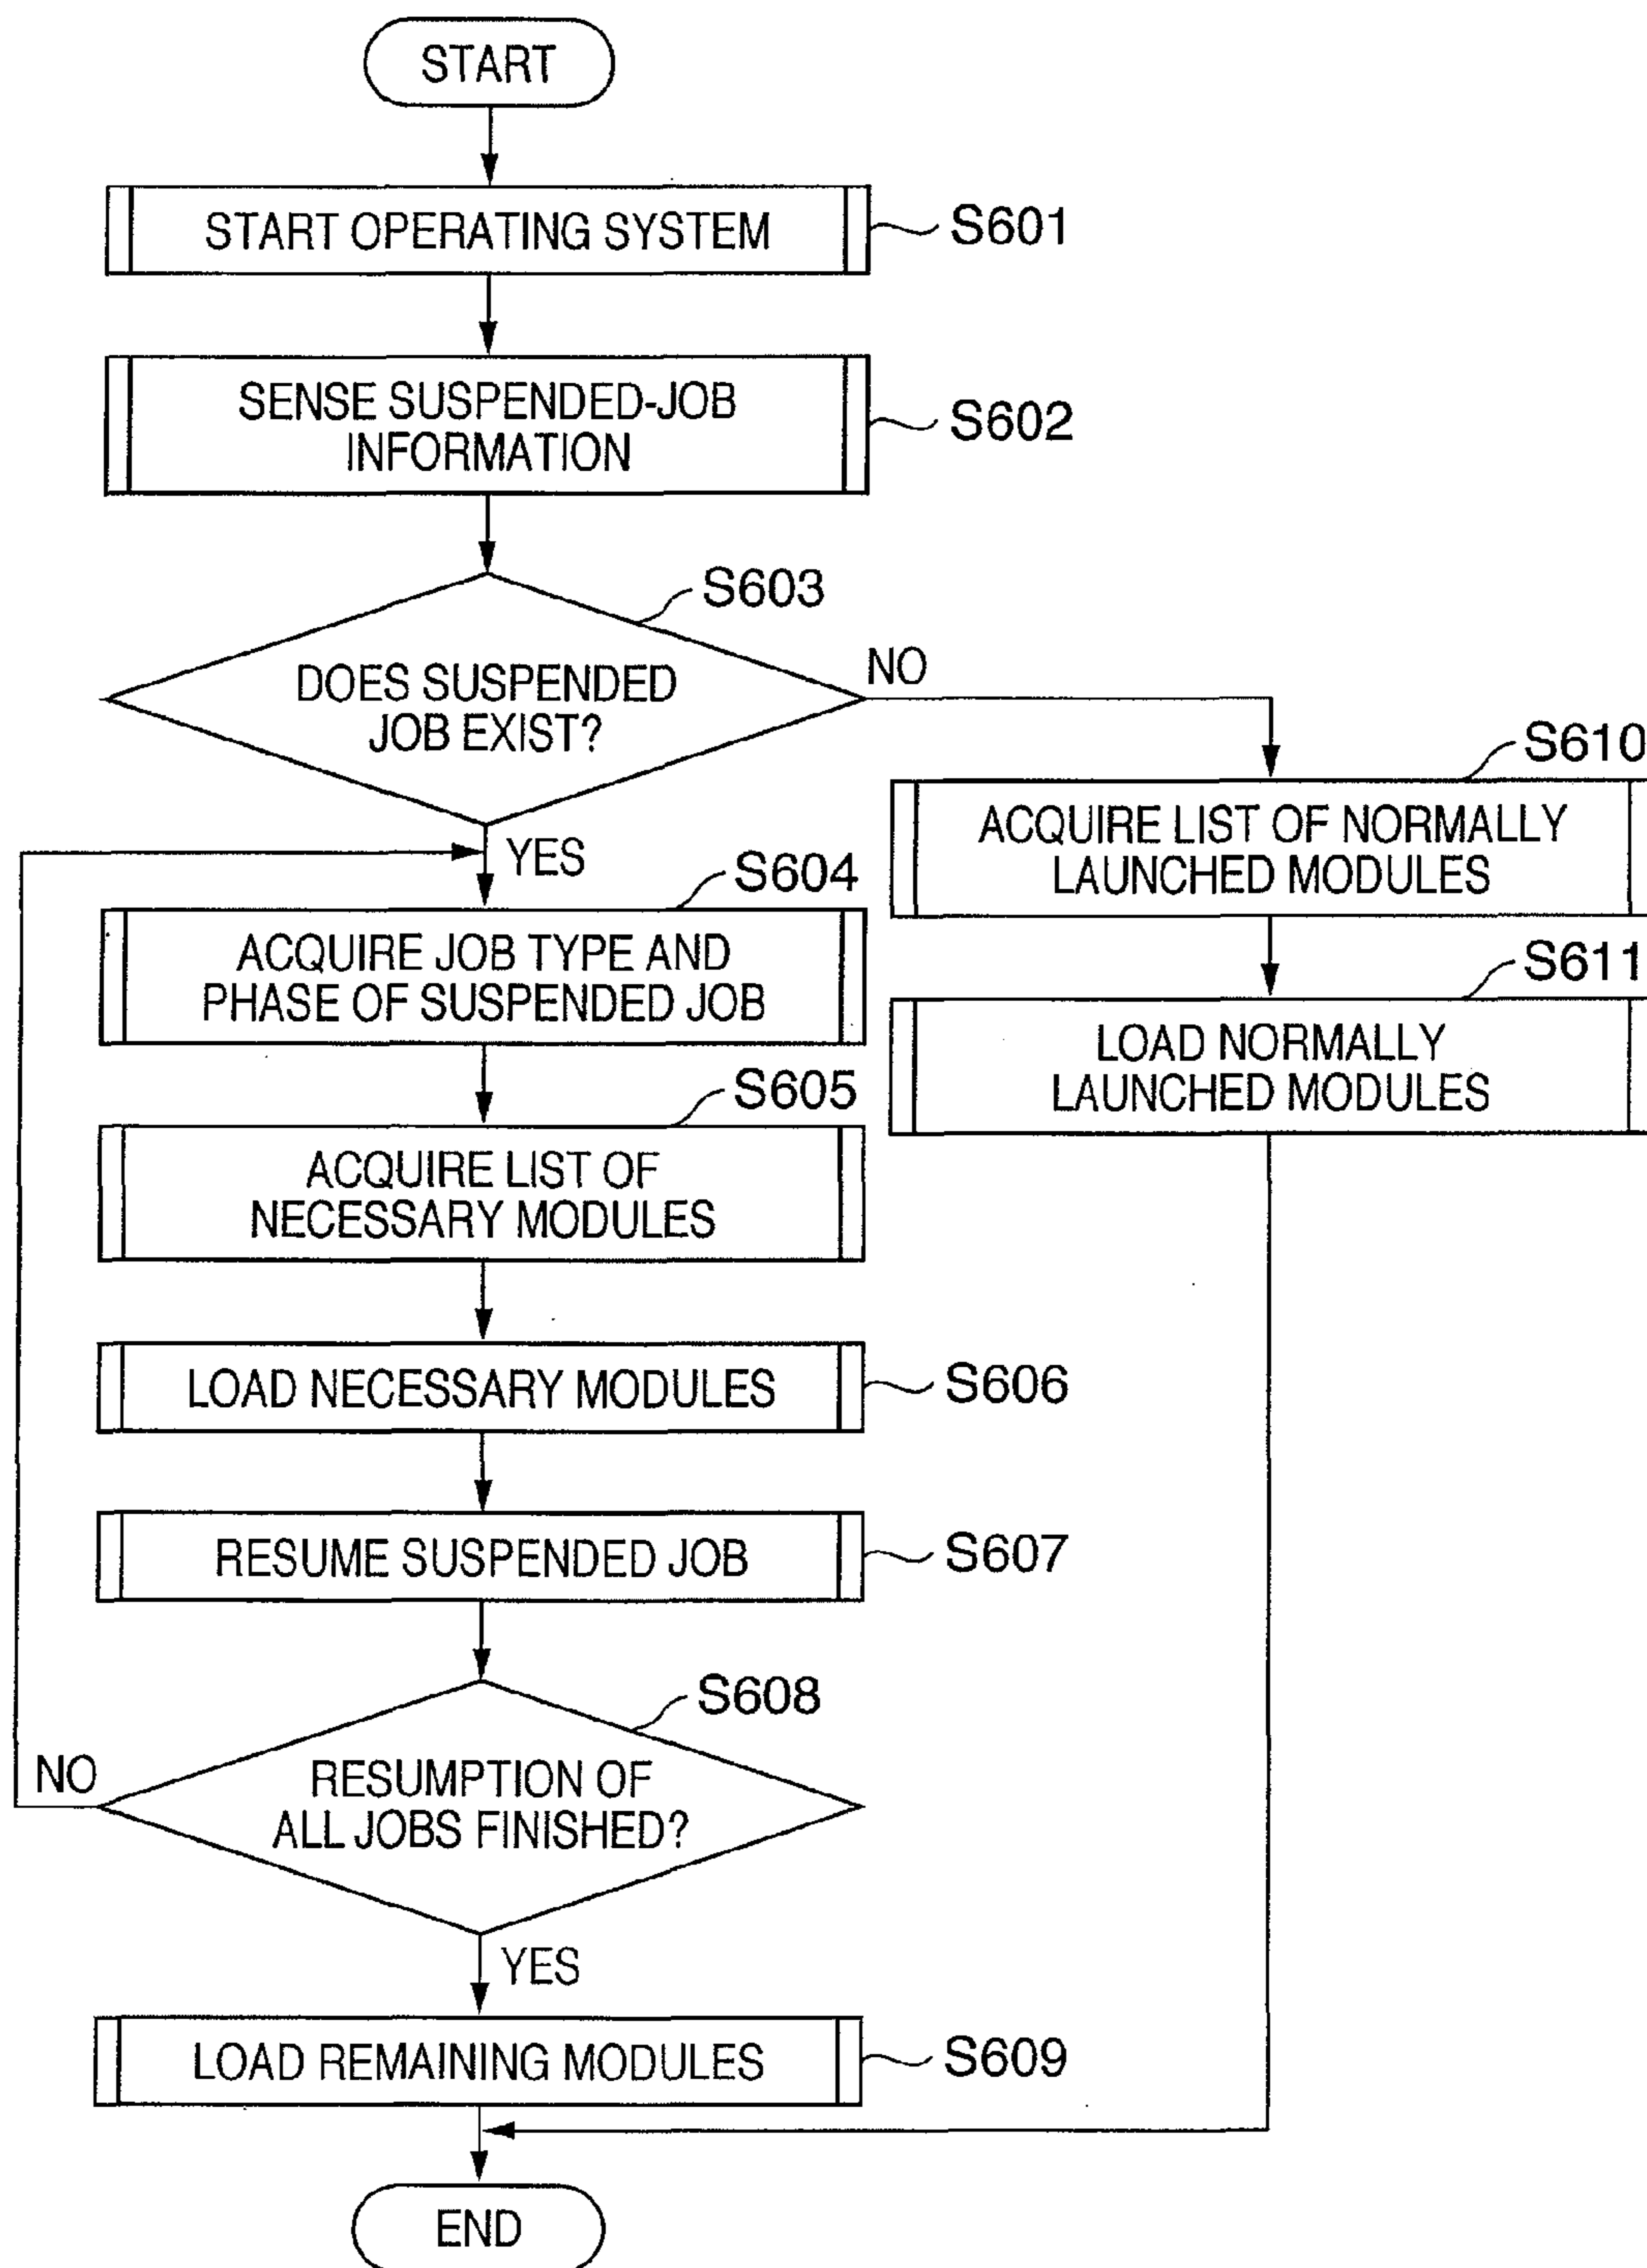 START
START OPERATING SYSTEM
S601
SENSE SUSPENDED-JOB
INFORMATION
S602
S603
DOES SUSPENDED
JOB EXIST?
NO
YES
S610
ACQUIRE LIST OF NORMALLY
LAUNCHED MODULES
S604
ACQUIRE JOB TYPE AND
PHASE OF SUSPENDED JOB
S611
LOAD NORMALLY
LAUNCHED MODULES
S605
ACQUIRE LIST OF
NECESSARY MODULES
LOAD NECESSARY MODULES
S606
RESUME SUSPENDED JOB
S607
S608
RESUMPTION OF
ALL JOBS FINISHED?
NO
YES
LOAD REMAINING MODULES
S609
END